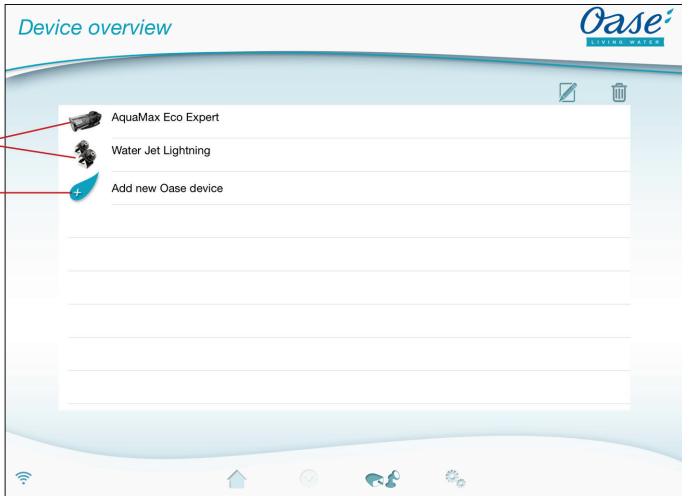 Device overview
Oase
LIVING WATER
AquaMax Eco Expert
Water Jet Lightning
Add new Oase device